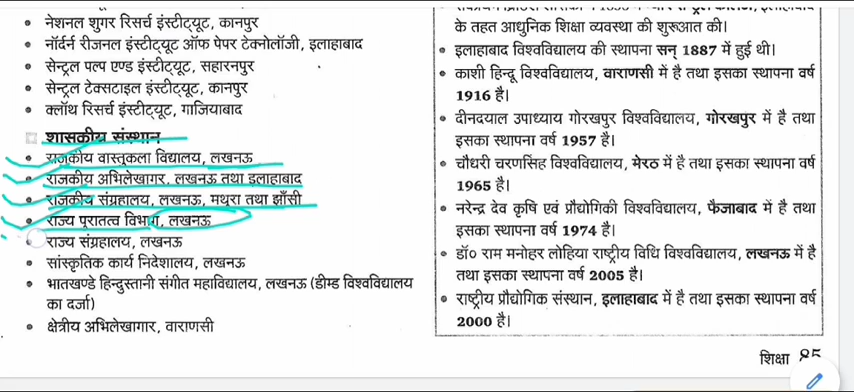 • नेशनल शुगर रिसर्च इंस्टीट्यूट, कानपुर
• नॉर्दर्न रीजनल इंस्टीट्यूट ऑफ पेपर टेक्नोलॉजी, इलाहाबाद
• सेन्ट्रल पल्प एण्ड इंस्टीट्यूट, सहारनपुर
• सेन्ट्रल टेक्सटाइल इंस्टीट्यूट, कानपुर
• क्लॉथ रिसर्च इंस्टीट्यूट, गाजियाबाद
शासकीय संस्थान
• राजकीय वास्तुकला विद्यालय, लखनऊ
• राजकीय अभिलेखागर, लखनऊ तथा इलाहाबाद
• राजकीय संग्रहालय, लखनऊ, मथुरा तथा झाँसी
• राज्य पुरातत्व विभाग, लखनऊ
राज्य संग्रहालय, लखनऊ
• सांस्कृतिक कार्य निदेशालय, लखनऊ
• भातखण्डे हिन्दुस्तानी संगीत महाविद्यालय, लखनऊ (डीम्ड विश्वविद्यालय
का दर्जा)
• क्षेत्रीय अभिलेखागार, वाराणसी
के तहत आधुनिक शिक्षा व्यवस्था की शुरूआत की।
• इलाहाबाद विश्वविद्यालय की स्थापना सन् 1887 में हुई थी।
• काशी हिन्दू विश्वविद्यालय, वाराणसी में है तथा इसका स्थापना वर्ष
1916 है।
• दीनदयाल उपाध्याय गोरखपुर विश्वविद्यालय, गोरखपुर में है तथा
इसका स्थापना वर्ष 1957 है।
• चौधरी चरणसिंह विश्वविद्यालय, मेरठ में है तथा इसका स्थापना वर्ष
1965 है।
• नरेन्द्र देव कृषि एवं प्रौद्योगिकी विश्वविद्यालय, फैजाबाद में है तथा
इसका स्थापना वर्ष 1974 है।
• डॉ० राम मनोहर लोहिया राष्ट्रीय विधि विश्वविद्यालय, लखनऊ में है
तथा इसका स्थापना वर्ष 2005 है।
• राष्ट्रीय प्रौद्योगिक संस्थान, इलाहाबाद में है तथा इसका स्थापना वर्ष
2000 है।
शिक्षा